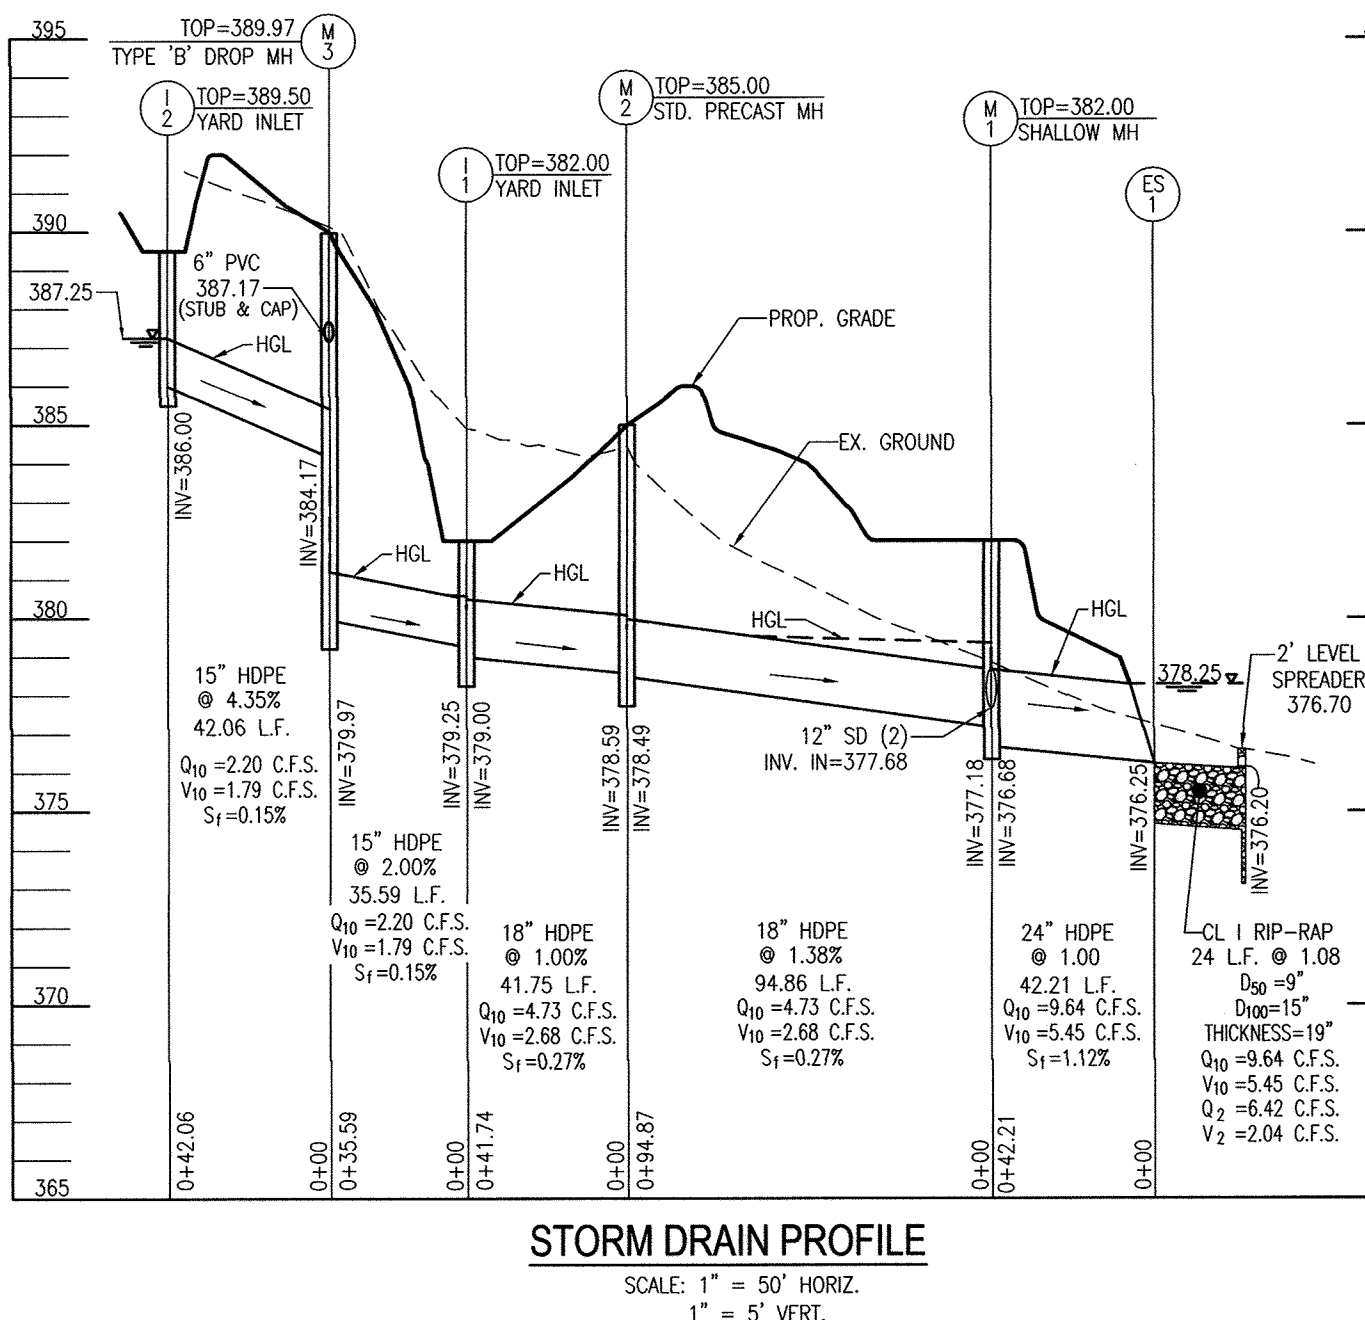 395
TOP=389.97
TYPE 'B' DROP MH
M
3
I
2
TOP=389.50
YARD INLET
M
2
TOP=385.00
STD. PRECAST MH
M
1
TOP=382.00
SHALLOW MH
I
1
TOP=382.00
YARD INLET
ES
1
390
6" PVC
387.17
(STUB & CAP)
387.25
HGL
PROP. GRADE
385
EX. GROUND
INV=386.00
INV=384.17
HGL
HGL
HGL
HGL
380
378.25
2' LEVEL
SPREADER
376.70
12" SD (2)
INV. IN=377.68
15" HDPE
@ 4.35%
42.06 L.F.
Q10 =2.20 C.F.S.
V10 =1.79 C.F.S.
Sf =0.15%
INV=379.97
INV=379.25
INV=379.00
INV=378.59
INV=378.49
INV=377.18
INV=376.68
INV=376.25
INV=376.20
375
15" HDPE
@ 2.00%
35.59 L.F.
Q10 =2.20 C.F.S.
V10 =1.79 C.F.S.
Sf =0.15%
18" HDPE
@ 1.00%
41.75 L.F.
Q10 =4.73 C.F.S.
V10 =2.68 C.F.S.
Sf =0.27%
18" HDPE
@ 1.38%
94.86 L.F.
Q10 =4.73 C.F.S.
V10 =2.68 C.F.S.
Sf =0.27%
24" HDPE
@ 1.00
42.21 L.F.
Q10 =9.64 C.F.S.
V10 =5.45 C.F.S.
Sf =1.12%
CL I RIP-RAP
24 L.F. @ 1.08
D50 =9"
D100=15"
THICKNESS=19"
Q10 =9.64 C.F.S.
V10 =5.45 C.F.S.
Q2 =6.42 C.F.S.
V2 =2.04 C.F.S.
370
0+42.06
0+00
0+35.59
0+00
0+41.74
0+00
0+94.87
0+00
0+42.21
0+00
365
STORM DRAIN PROFILE
SCALE: 1" = 50' HORIZ.
1" = 5' VERT.